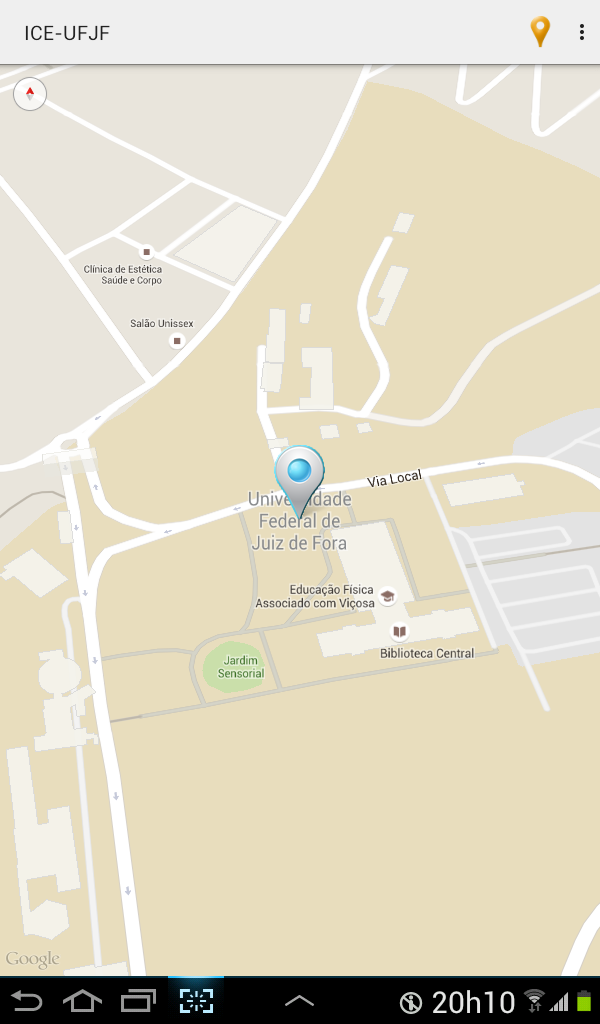 ICE-UFJF
Clínica de Estética
Saúde e Corpo
Salão Unissex
Via Local
Universidade
Federal de
Juiz de Fora
Educação Física
Associado com Viçosa
Biblioteca Central
Jardim
Sensorial
Google
20h10